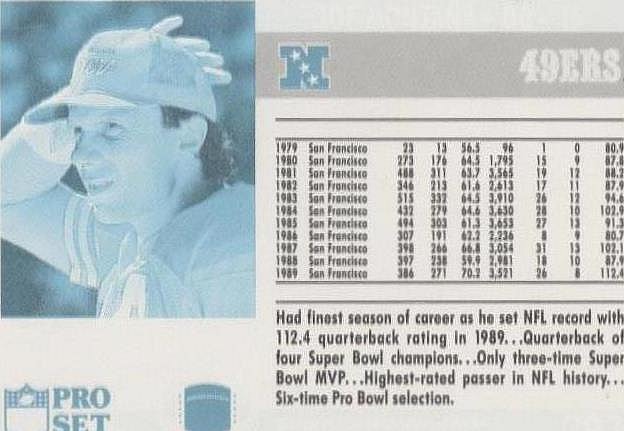 49ERS
1979 San Francisco 23 13 56.5 96 1 0 80.9
1980 San Francisco 273 176 64.5 1,795 15 9 87.8
1981 San Francisco 488 311 63.7 3,565 19 12 88.2
1982 San Francisco 346 213 61.6 2,613 17 11 87.9
1983 San Francisco 515 332 64.5 3,910 26 12 94.6
1984 San Francisco 432 279 64.6 3,630 28 10 102.9
1985 San Francisco 494 303 61.3 3,653 27 13 91.3
1986 San Francisco 307 191 62.2 2,236 8 9 80.7
1987 San Francisco 398 266 66.8 3,054 31 13 102.1
1988 San Francisco 397 238 59.9 2,981 18 10 87.9
1989 San Francisco 386 271 70.2 3,521 26 8 112.4
Had finest season of career as he set NFL record with
112.4 quarterback rating in 1989...Quarterback of
four Super Bowl champions...Only three-time Super
Bowl MVP...Highest-rated passer in NFL history...
Six-time Pro Bowl selection.
PRO
SET